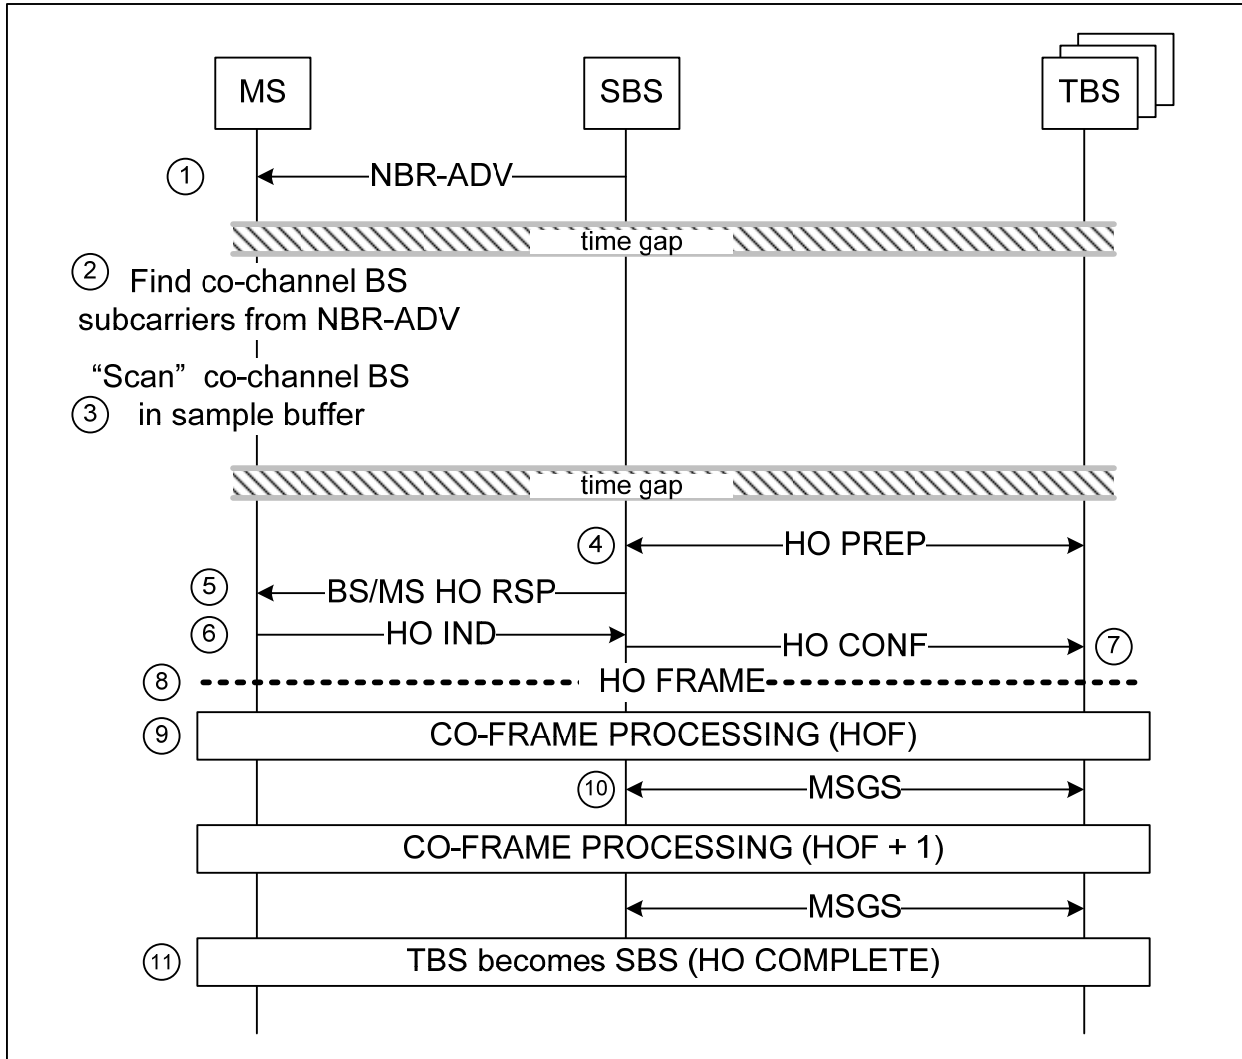 MS
SBS
TBS
1
NBR-ADV
time gap
2
Find co-channel BS
subcarriers from NBR-ADV
“Scan” co-channel BS
3
in sample buffer
time gap
4
HO PREP
5
BS/MS HO RSP
6
HO IND
HO CONF
7
8
HO FRAME
9
CO-FRAME PROCESSING (HOF)
10
MSGS
CO-FRAME PROCESSING (HOF + 1)
MSGS
11
TBS becomes SBS (HO COMPLETE)